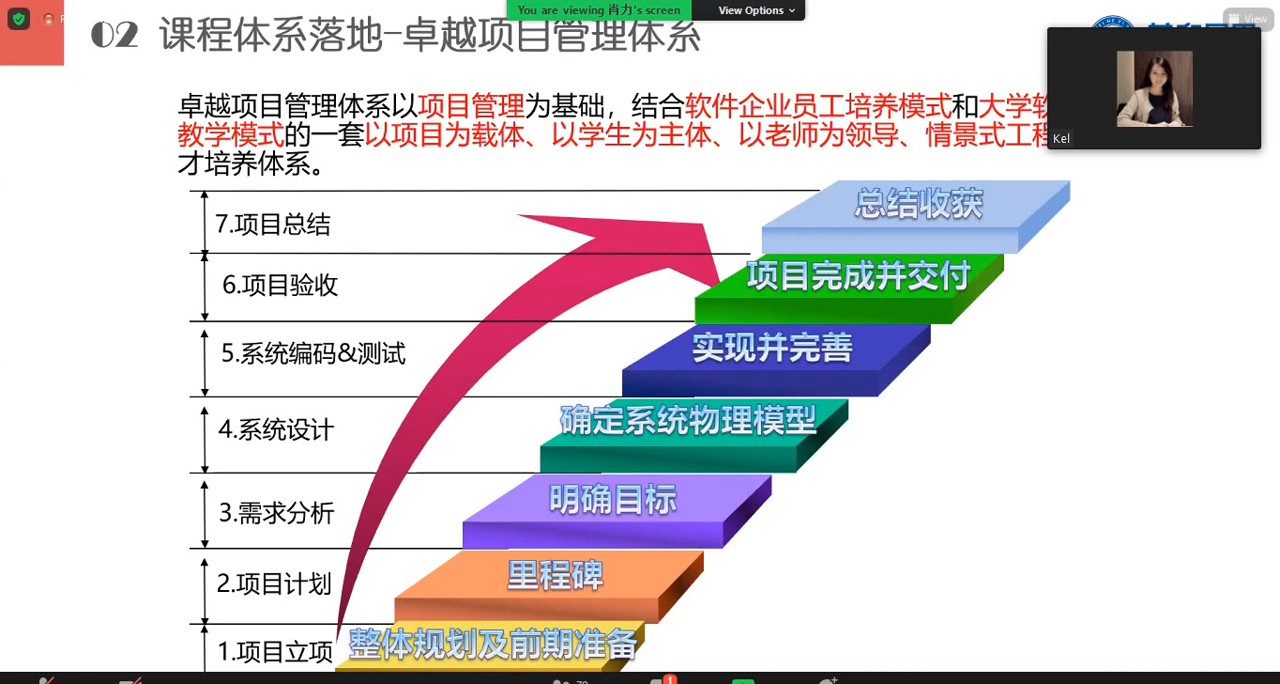 You are viewing 肖力's screen
View Options
View
02 课程体系落地-卓越项目管理体系
Kel
卓越项目管理体系以项目管理为基础，结合软件企业员工培养模式和大学
教学模式的一套以项目为载体、以学生为主体、以老师为领导、情景式工
才培养体系。
7.项目总结
总结收获
6.项目验收
项目完成并交付
5.系统编码&测试
实现并完善
4.系统设计
确定系统物理模型
3.需求分析
明确目标
2.项目计划
里程碑
1.项目立项
整体规划及前期准备
1